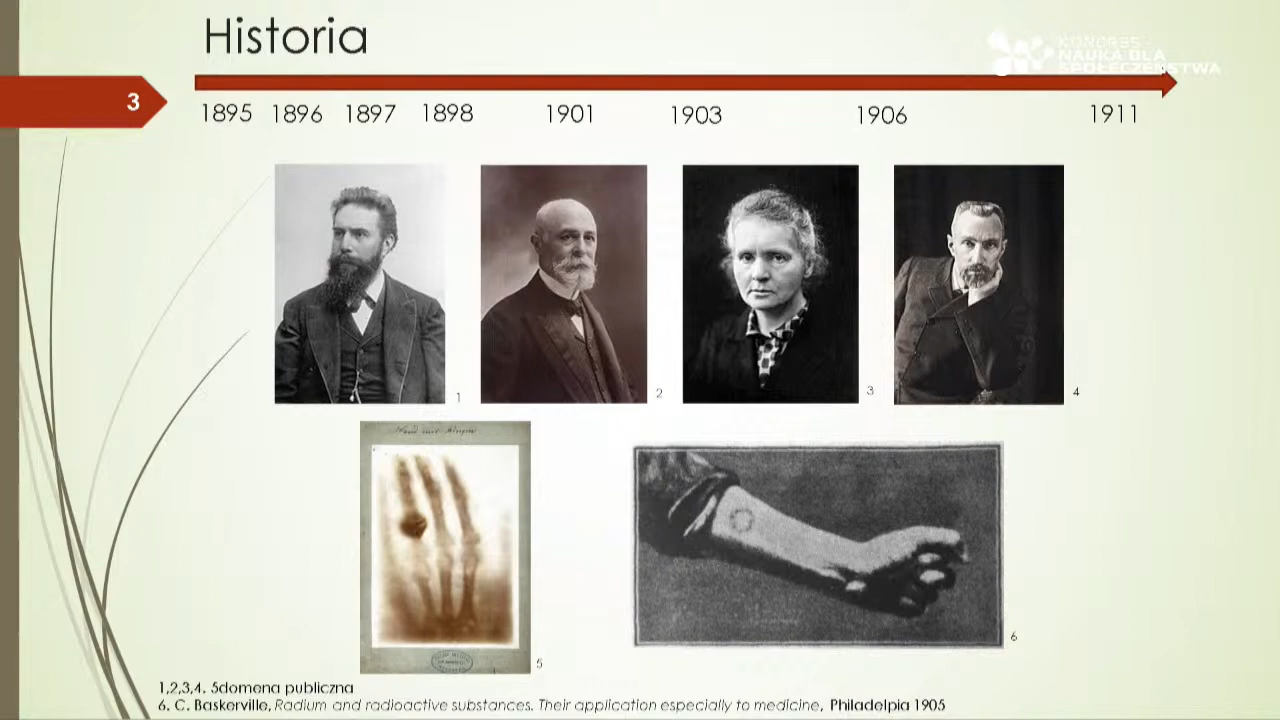 Historia
KONGRES
NAUKA DLA
SPOŁECZEŃSTWA
3
1895 1896 1897 1898 1901 1903 1906 1911
1
2
3
4
5
6
1,2,3,4. 5domena publiczna
6. C. Baskerville, Radium and radioactive substances. Their application especially to medicine, Philadelpia 1905